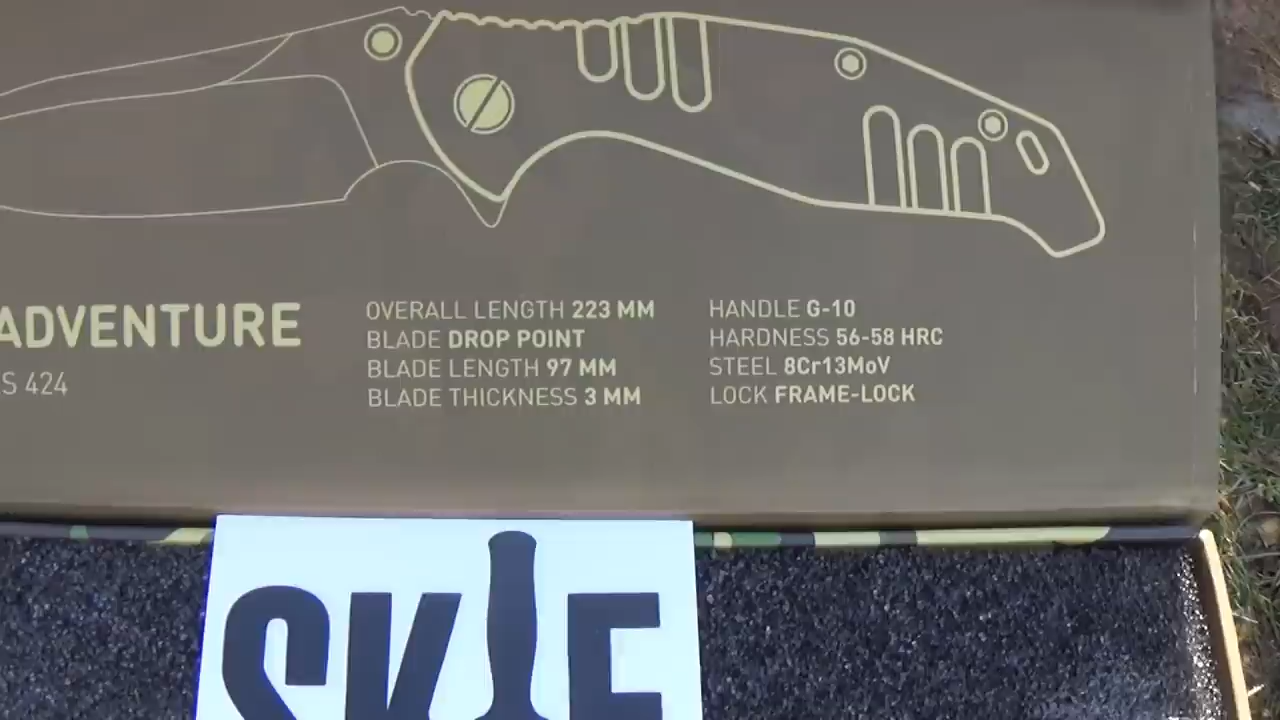 ADVENTURE
S 424
OVERALL LENGTH 223 MM
BLADE DROP POINT
BLADE LENGTH 97 MM
BLADE THICKNESS 3 MM
HANDLE G-10
HARDNESS 56-58 HRC
STEEL 8Cr13MoV
LOCK FRAME-LOCK
SKIF